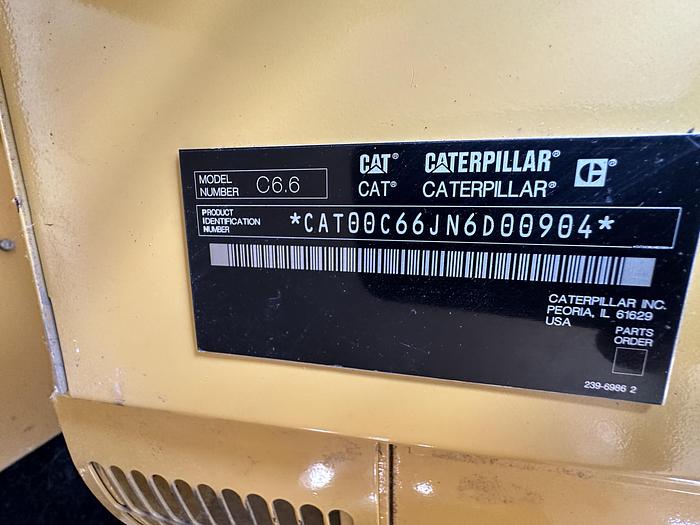 CAT® CATERPILLAR® C®
MODEL NUMBER C6.6
CAT® CATERPILLAR®
PRODUCT IDENTIFICATION NUMBER
*CAT00C66JN6D00904*
CATERPILLAR INC.
PEORIA, IL 61629
USA
PARTS
ORDER
239-6986 2